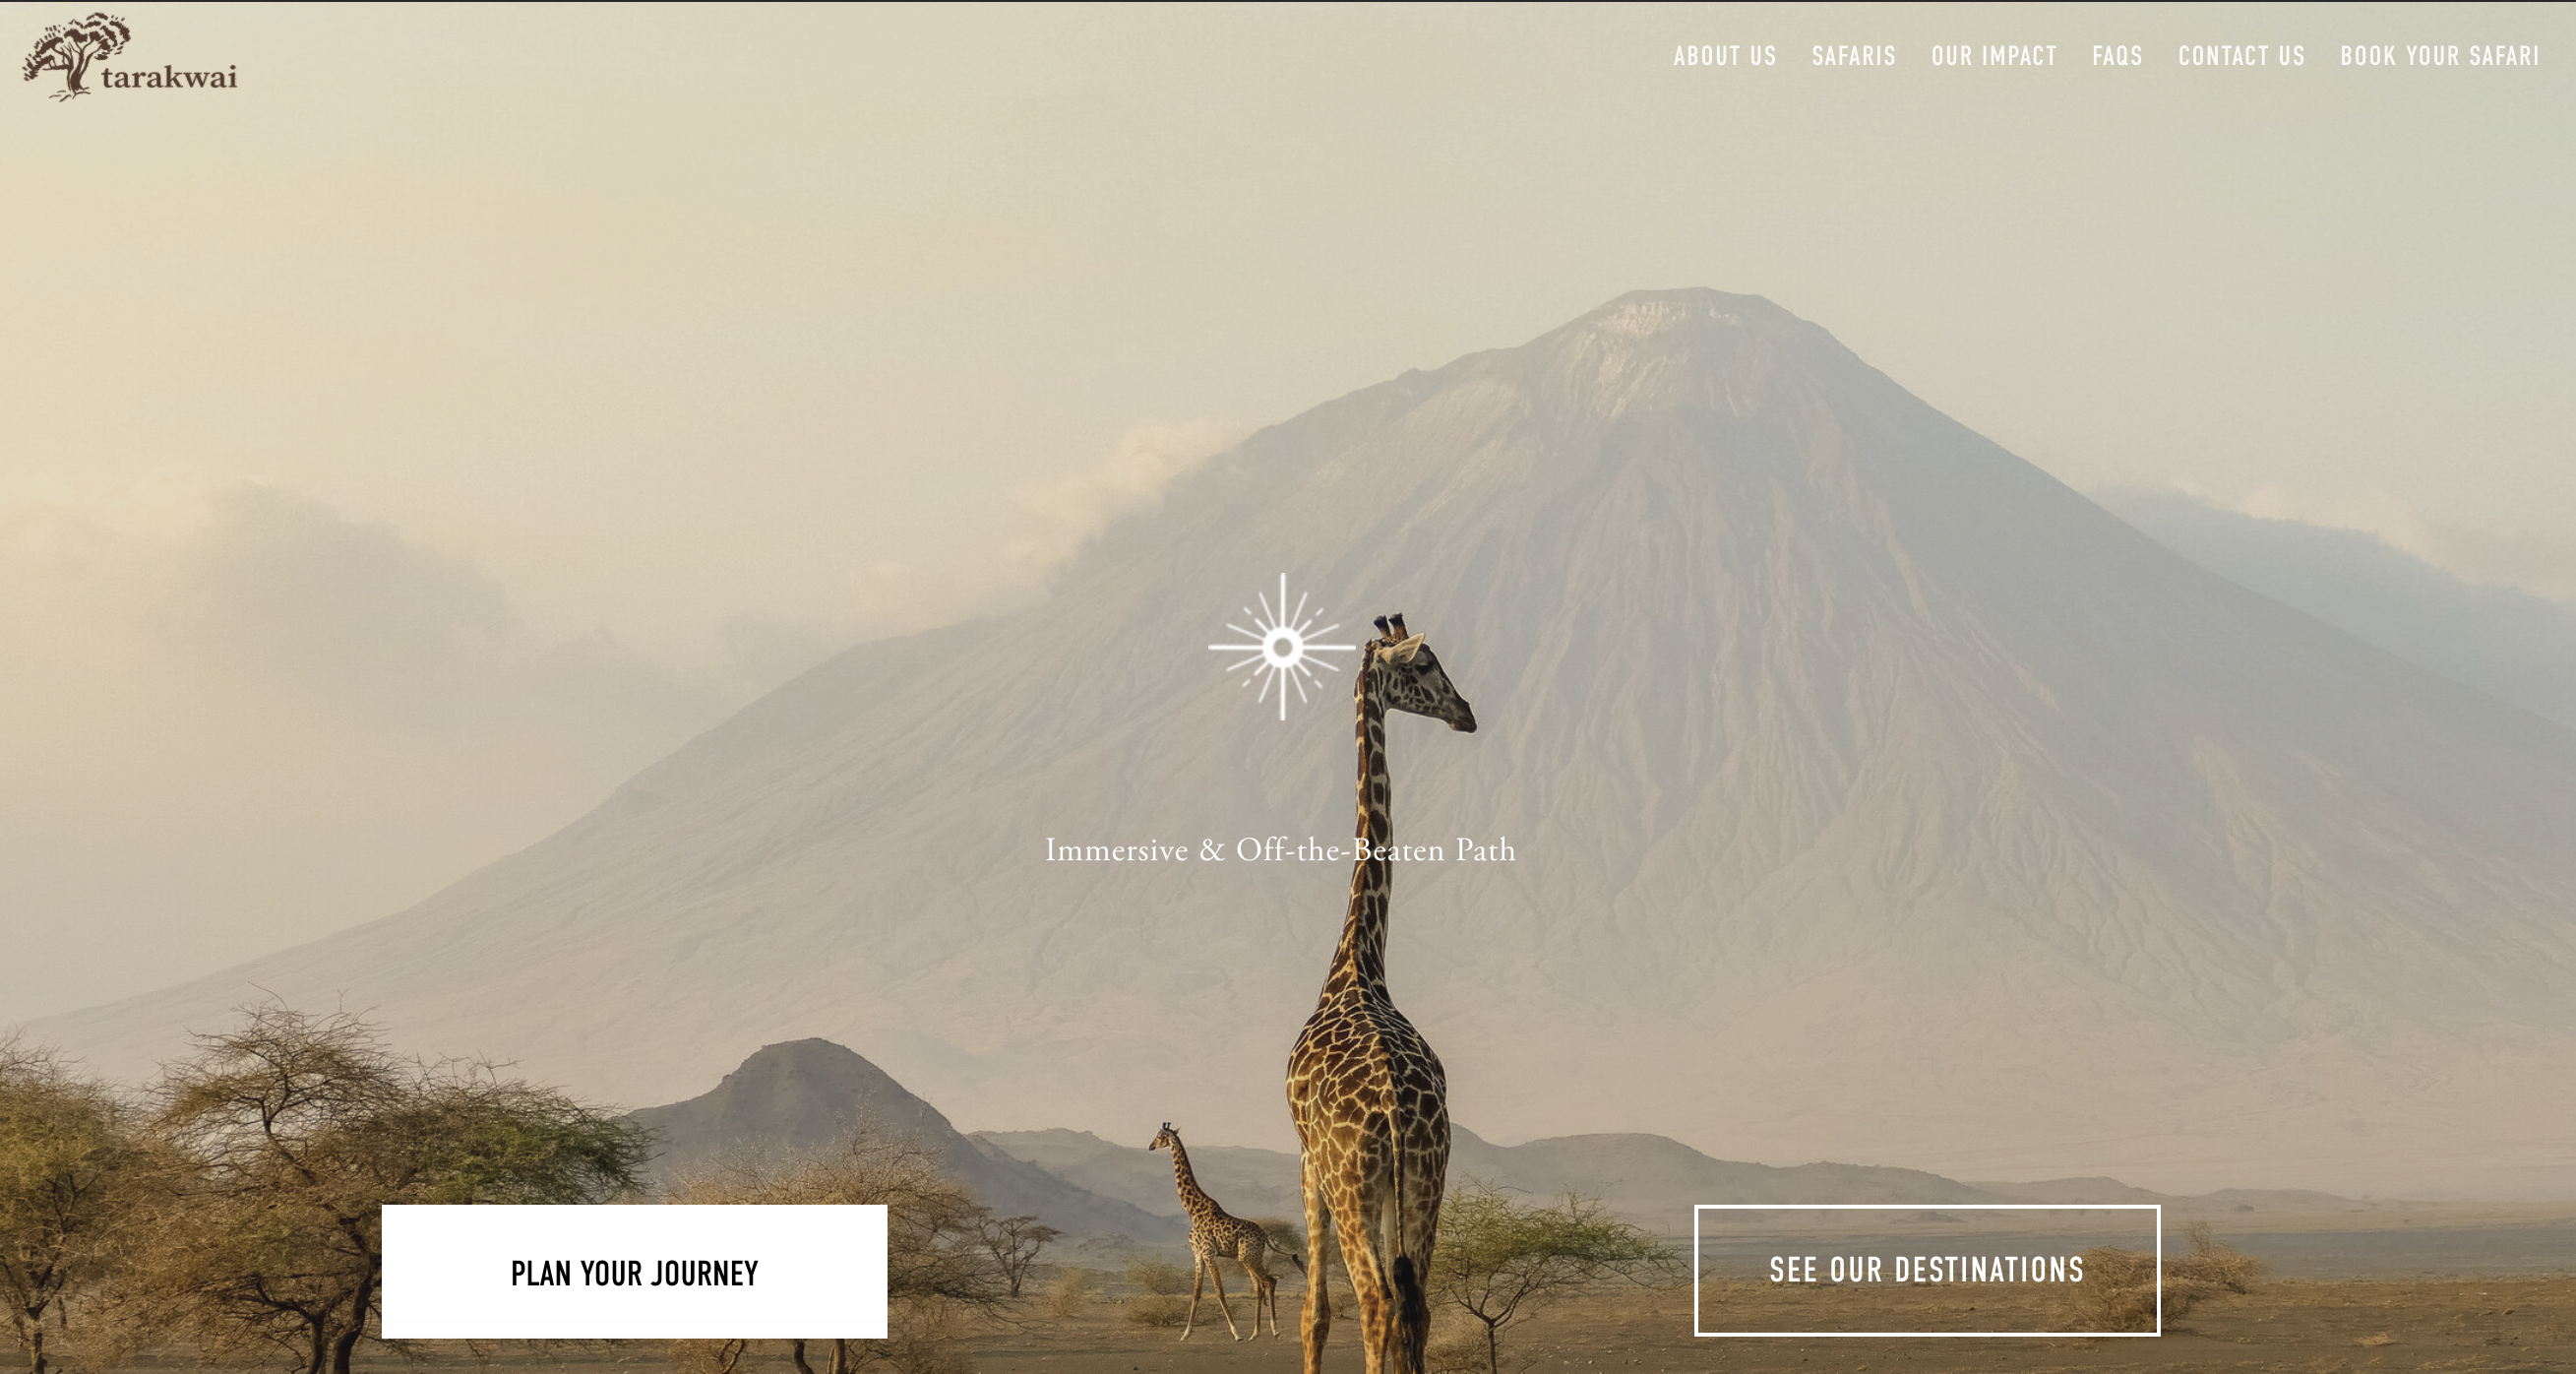 tarakwai
ABOUT US SAFARIS OUR IMPACT FAQS CONTACT US BOOK YOUR SAFARI
Immersive & Off-the-Beaten Path
PLAN YOUR JOURNEY
SEE OUR DESTINATIONS